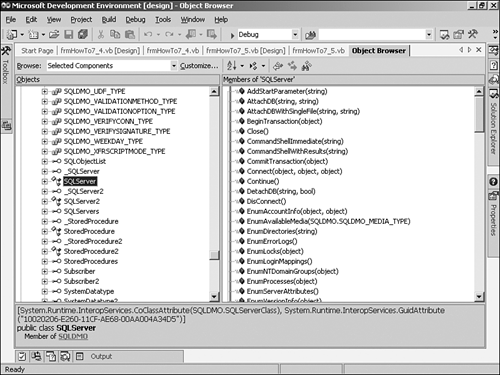 Microsoft Development Environment [design] - Object Browser
File Edit View Project Build Debug Tools Window Help
Debug
Start Page frmHowTo7_4.vb [Design] frmHowTo7_4.vb frmHowTo7_5.vb [Design] frmHowTo7_5.vb Object Browser
Toolbox
Browse: Selected Components Customize...
Objects
SQLDMO_UDF_TYPE
SQLDMO_VALIDATIONMETHOD_TYPE
SQLDMO_VALIDATIONOPTION_TYPE
SQLDMO_VERIFYCONN_TYPE
SQLDMO_VERIFYSIGNATURE_TYPE
SQLDMO_WEEKDAY_TYPE
SQLDMO_XFRSCRIPTMODE_TYPE
SQLObjectList
_SQLServer
SQLServer
_SQLServer2
SQLServer2
SQLServers
_StoredProcedure
StoredProcedure
_StoredProcedure2
StoredProcedure2
StoredProcedures
Subscriber
Subscriber2
SystemDatatype
SystemDatatype2
Members of 'SQLServer'
AddStartParameter(string)
AttachDB(string, string)
AttachDBWithSingleFile(string, string)
BeginTransaction(object)
Close()
CommandShellImmediate(string)
CommandShellWithResults(string)
CommitTransaction(object)
Connect(object, object, object)
Continue()
DetachDB(string, bool)
DisConnect()
EnumAccountInfo(object, object)
EnumAvailableMedia(SQLDMO.SQLDMO_MEDIA_TYPE)
EnumDirectories(string)
EnumErrorLogs()
EnumLocks(object)
EnumLoginMappings()
EnumNTDomainGroups(object)
EnumProcesses(object)
EnumServerAttributes()
EnumVersionInfo(object)
Solution Explorer
Properties
[System.Runtime.InteropServices.CoClassAttribute(SQLDMO.SQLServerClass), System.Runtime.InteropServices.GuidAttribute
("10020206-E260-11CF-AE68-00AA004A34D5")]
public class SQLServer
Member of SQLDMO
Output
Ready